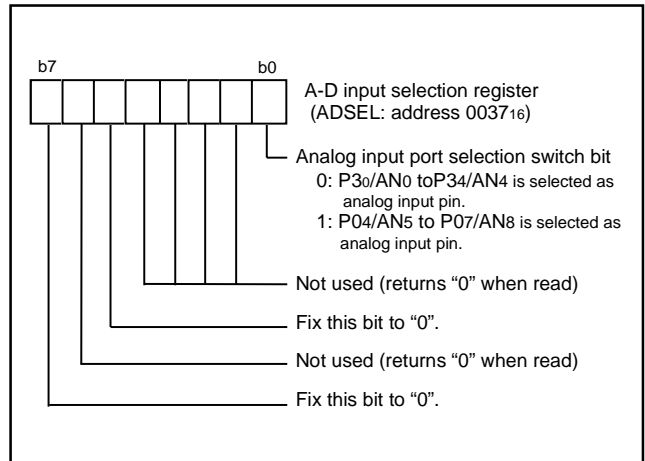 b7 b0
A-D input selection register
(ADSEL: address 0037₁₆)
Analog input port selection switch bit
0: P3₀/AN₀ toP3₄/AN₄ is selected as
analog input pin.
1: P0₄/AN₅ to P0₇/AN₈ is selected as
analog input pin.
Not used (returns “0” when read)
Fix this bit to “0”.
Not used (returns “0” when read)
Fix this bit to “0”.